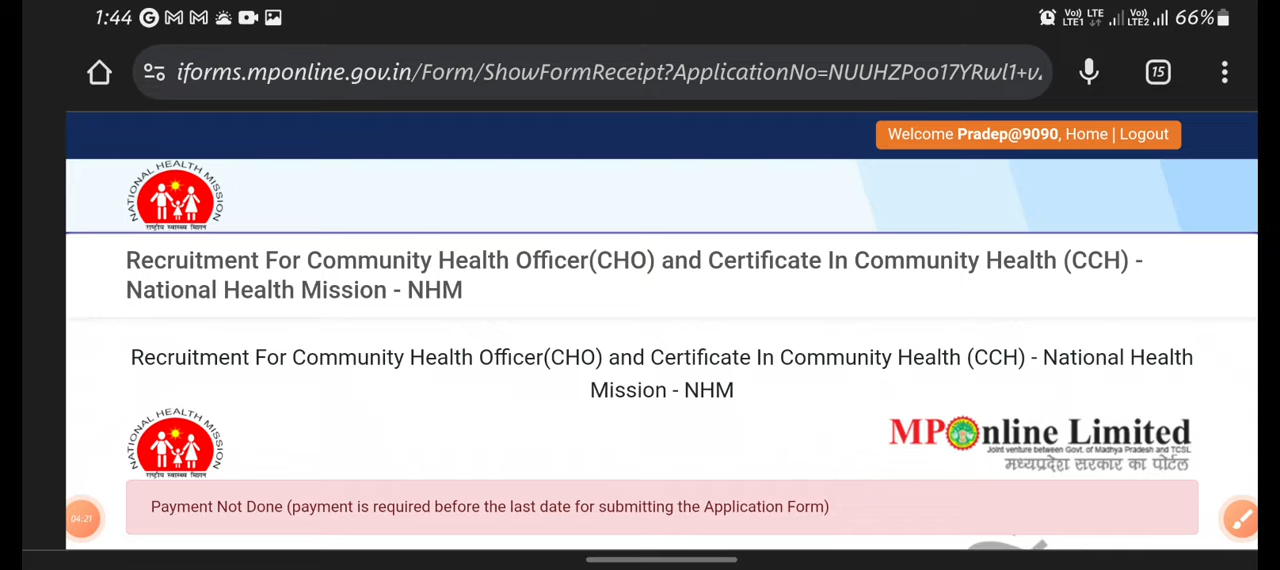 1:44
Vo) LTE
LTE1
Vo)
LTE2
66%
iforms.mponline.gov.in/Form/ShowFormReceipt?ApplicationNo=NUUHZPoo17YRwl1+v
15
Welcome Pradep@9090, Home | Logout
NATIONAL HEALTH MISSION
राष्ट्रीय स्वास्थ्य मिशन
Recruitment For Community Health Officer(CHO) and Certificate In Community Health (CCH) -
National Health Mission - NHM
Recruitment For Community Health Officer(CHO) and Certificate In Community Health (CCH) - National Health
Mission - NHM
NATIONAL HEALTH MISSION
राष्ट्रीय स्वास्थ्य मिशन
MPOnline Limited
Joint venture between Govt. of Madhya Pradesh and TCSL
मध्यप्रदेश सरकार का पोर्टल
Payment Not Done (payment is required before the last date for submitting the Application Form)
04:21